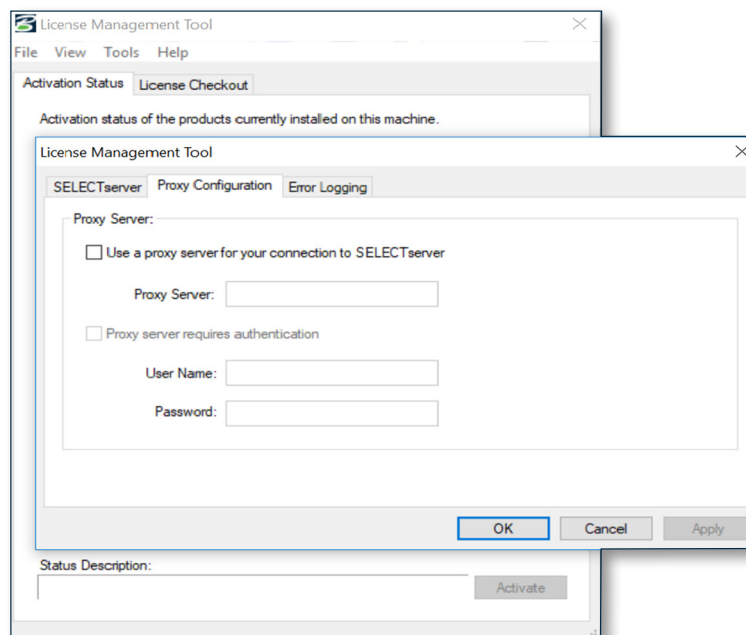 License Management Tool
File View Tools Help
Activation Status License Checkout
Activation status of the products currently installed on this machine.
License Management Tool
SELECTserver Proxy Configuration Error Logging
Proxy Server:
Use a proxy server for your connection to SELECTserver
Proxy Server:
Proxy server requires authentication
User Name:
Password:
OK Cancel Apply
Status Description:
Activate